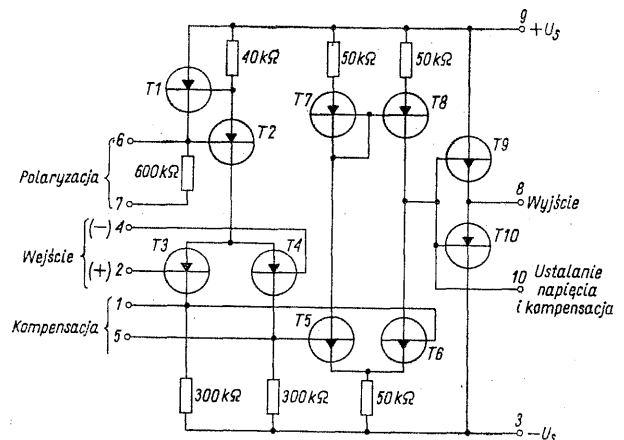 9
+U_S
40kΩ
50kΩ
50kΩ
T1
T7
T8
T2
6
T9
Polaryzacja
600kΩ
8
Wyjście
7
(-) 4
T3
T4
T10
Wejście
(+) 2
10
Ustalanie
napięcia
i kompensacja
1
Kompensacja
T5
T6
5
300kΩ
300kΩ
50kΩ
3
-U_S